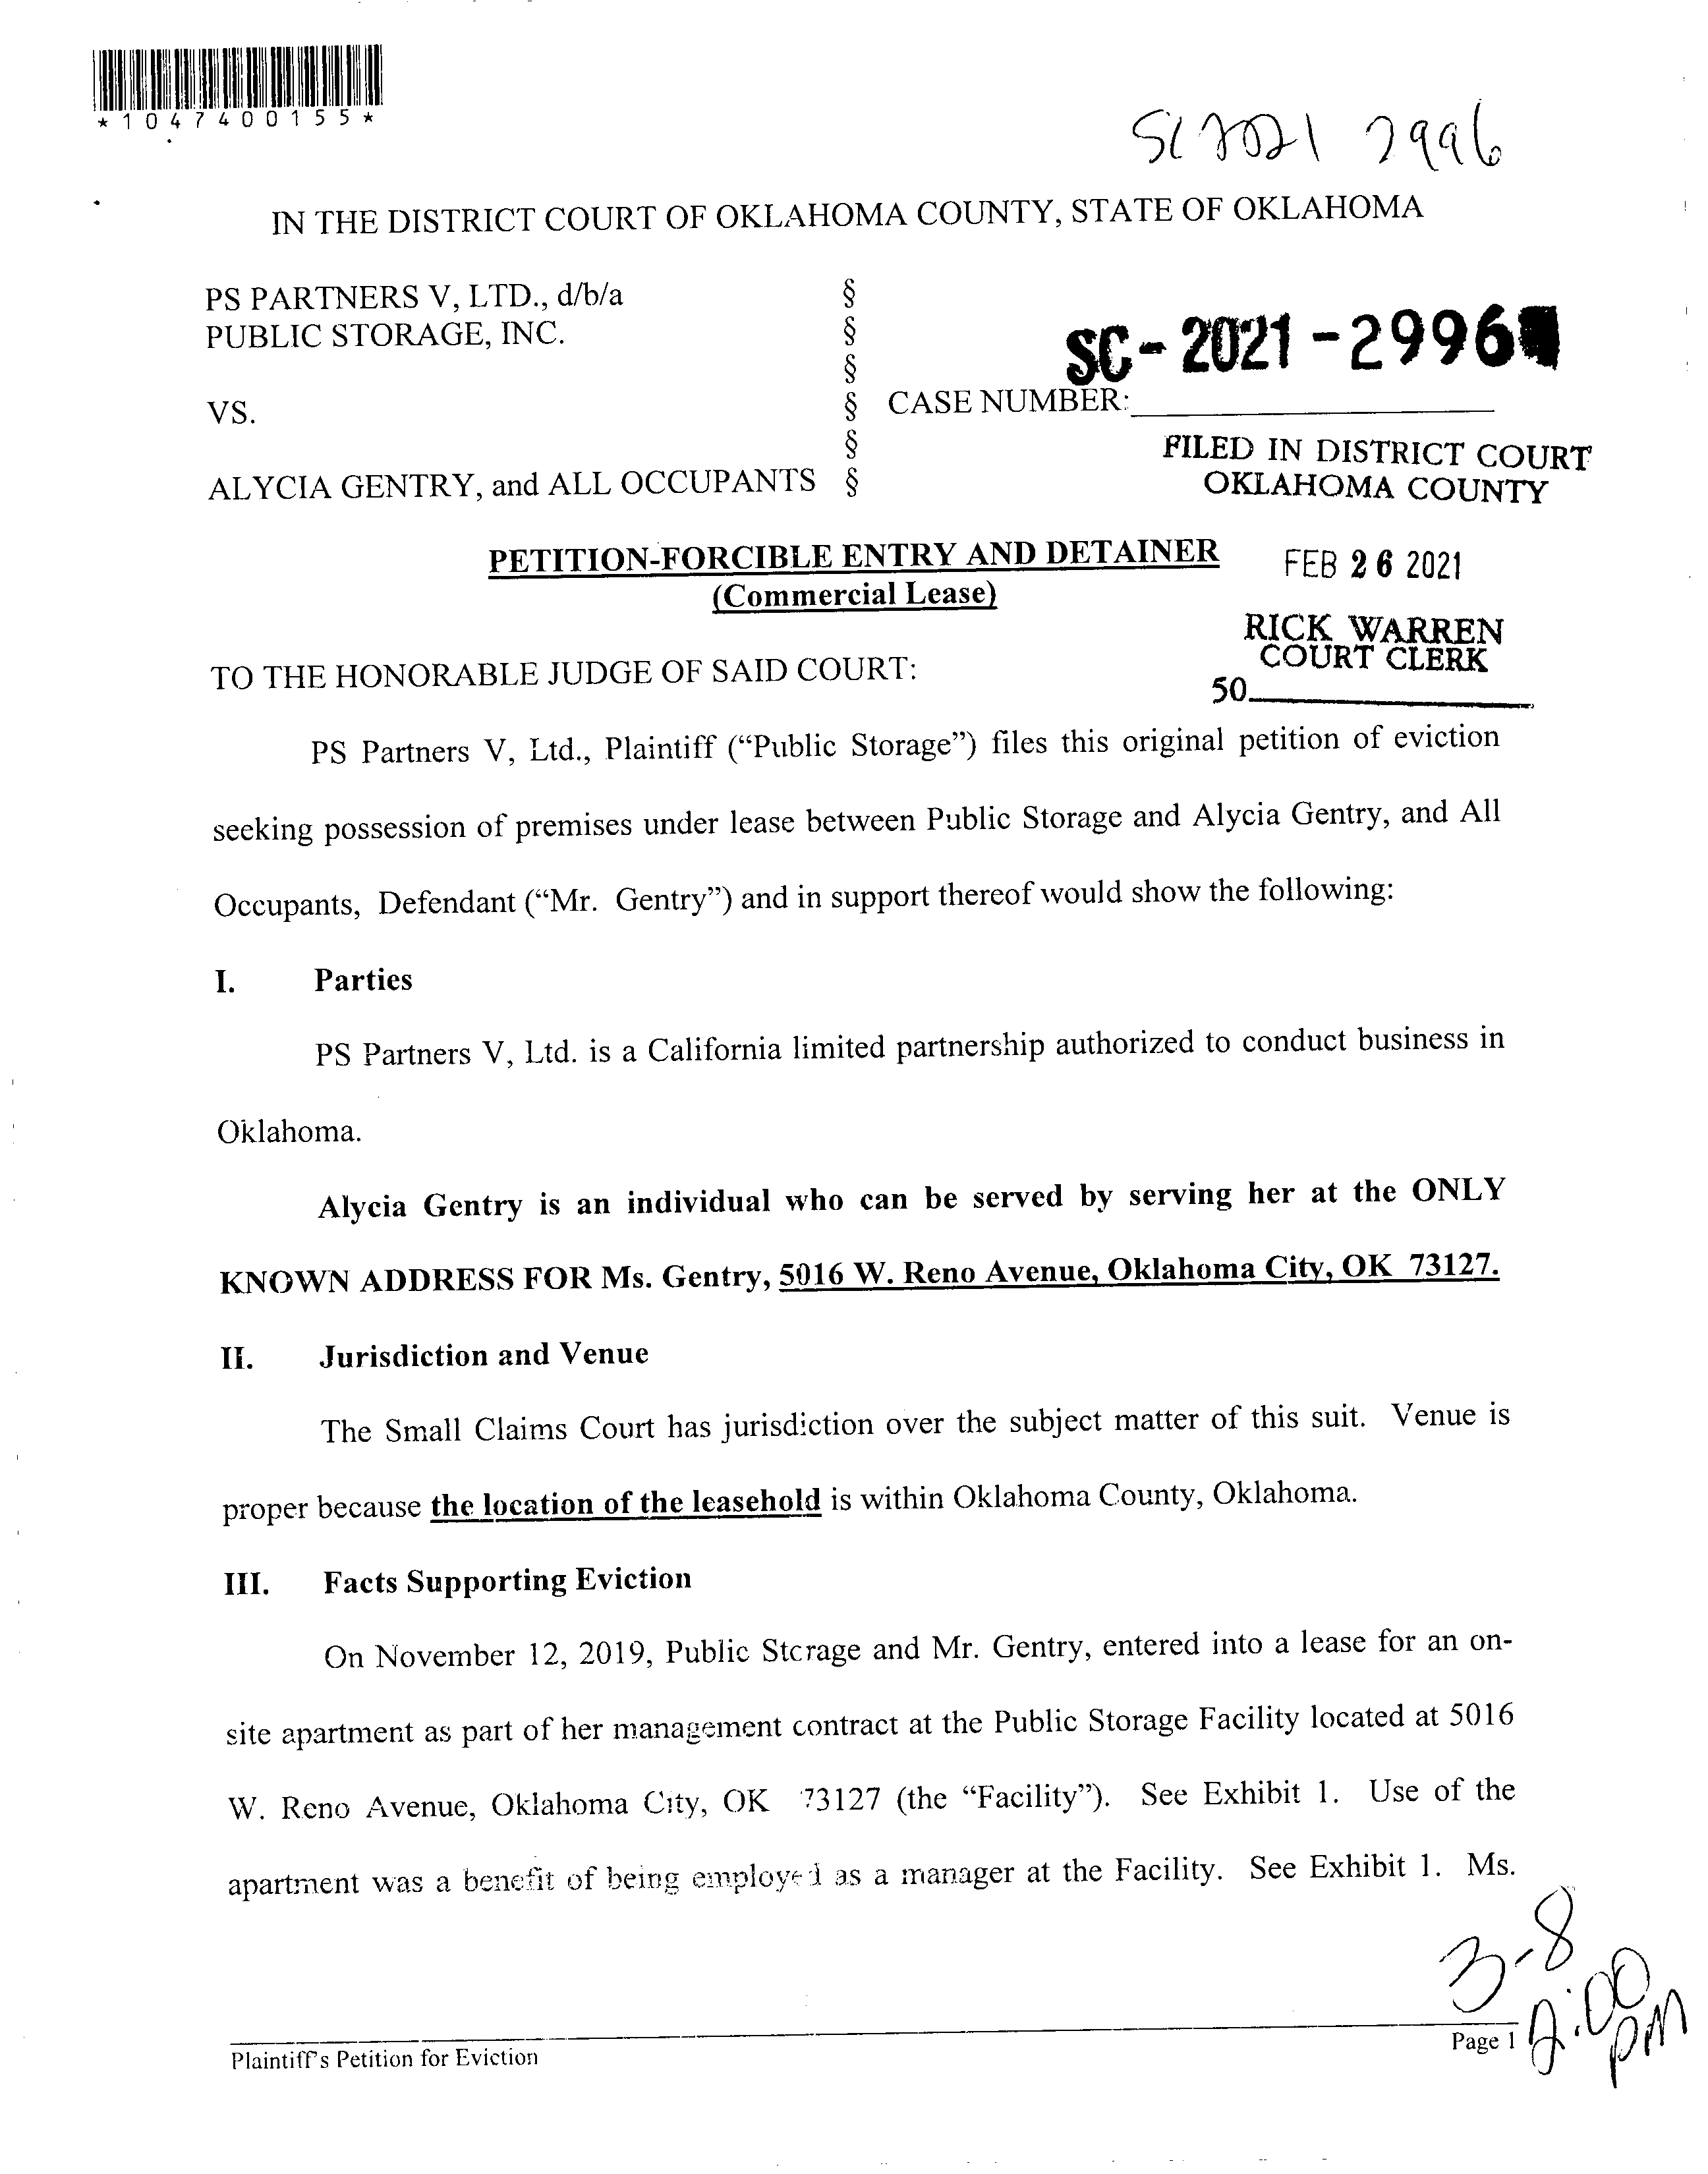 *1047400155*
SC 2021 2996
IN THE DISTRICT COURT OF OKLAHOMA COUNTY, STATE OF OKLAHOMA
PS PARTNERS V, LTD., d/b/a §
PUBLIC STORAGE, INC. §
§
SC-2021-2996
VS. § CASE NUMBER:
§
FILED IN DISTRICT COURT
ALYCIA GENTRY, and ALL OCCUPANTS §
OKLAHOMA COUNTY
PETITION-FORCIBLE ENTRY AND DETAINER
FEB 26 2021
(Commercial Lease)
RICK WARREN
COURT CLERK
TO THE HONORABLE JUDGE OF SAID COURT:
50
PS Partners V, Ltd., Plaintiff (“Public Storage”) files this original petition of eviction
seeking possession of premises under lease between Public Storage and Alycia Gentry, and All
Occupants, Defendant (“Mr. Gentry”) and in support thereof would show the following:
I. Parties
PS Partners V, Ltd. is a California limited partnership authorized to conduct business in
Oklahoma.
Alycia Gentry is an individual who can be served by serving her at the ONLY
KNOWN ADDRESS FOR Ms. Gentry, 5016 W. Reno Avenue, Oklahoma City, OK 73127.
II. Jurisdiction and Venue
The Small Claims Court has jurisdiction over the subject matter of this suit. Venue is
proper because the location of the leasehold is within Oklahoma County, Oklahoma.
III. Facts Supporting Eviction
On November 12, 2019, Public Storage and Mr. Gentry, entered into a lease for an on-
site apartment as part of her management contract at the Public Storage Facility located at 5016
W. Reno Avenue, Oklahoma City, OK 73127 (the “Facility”). See Exhibit 1. Use of the
apartment was a benefit of being employed as a manager at the Facility. See Exhibit 1. Ms.
3-8
2:00
PM
Plaintiff's Petition for Eviction
Page 1